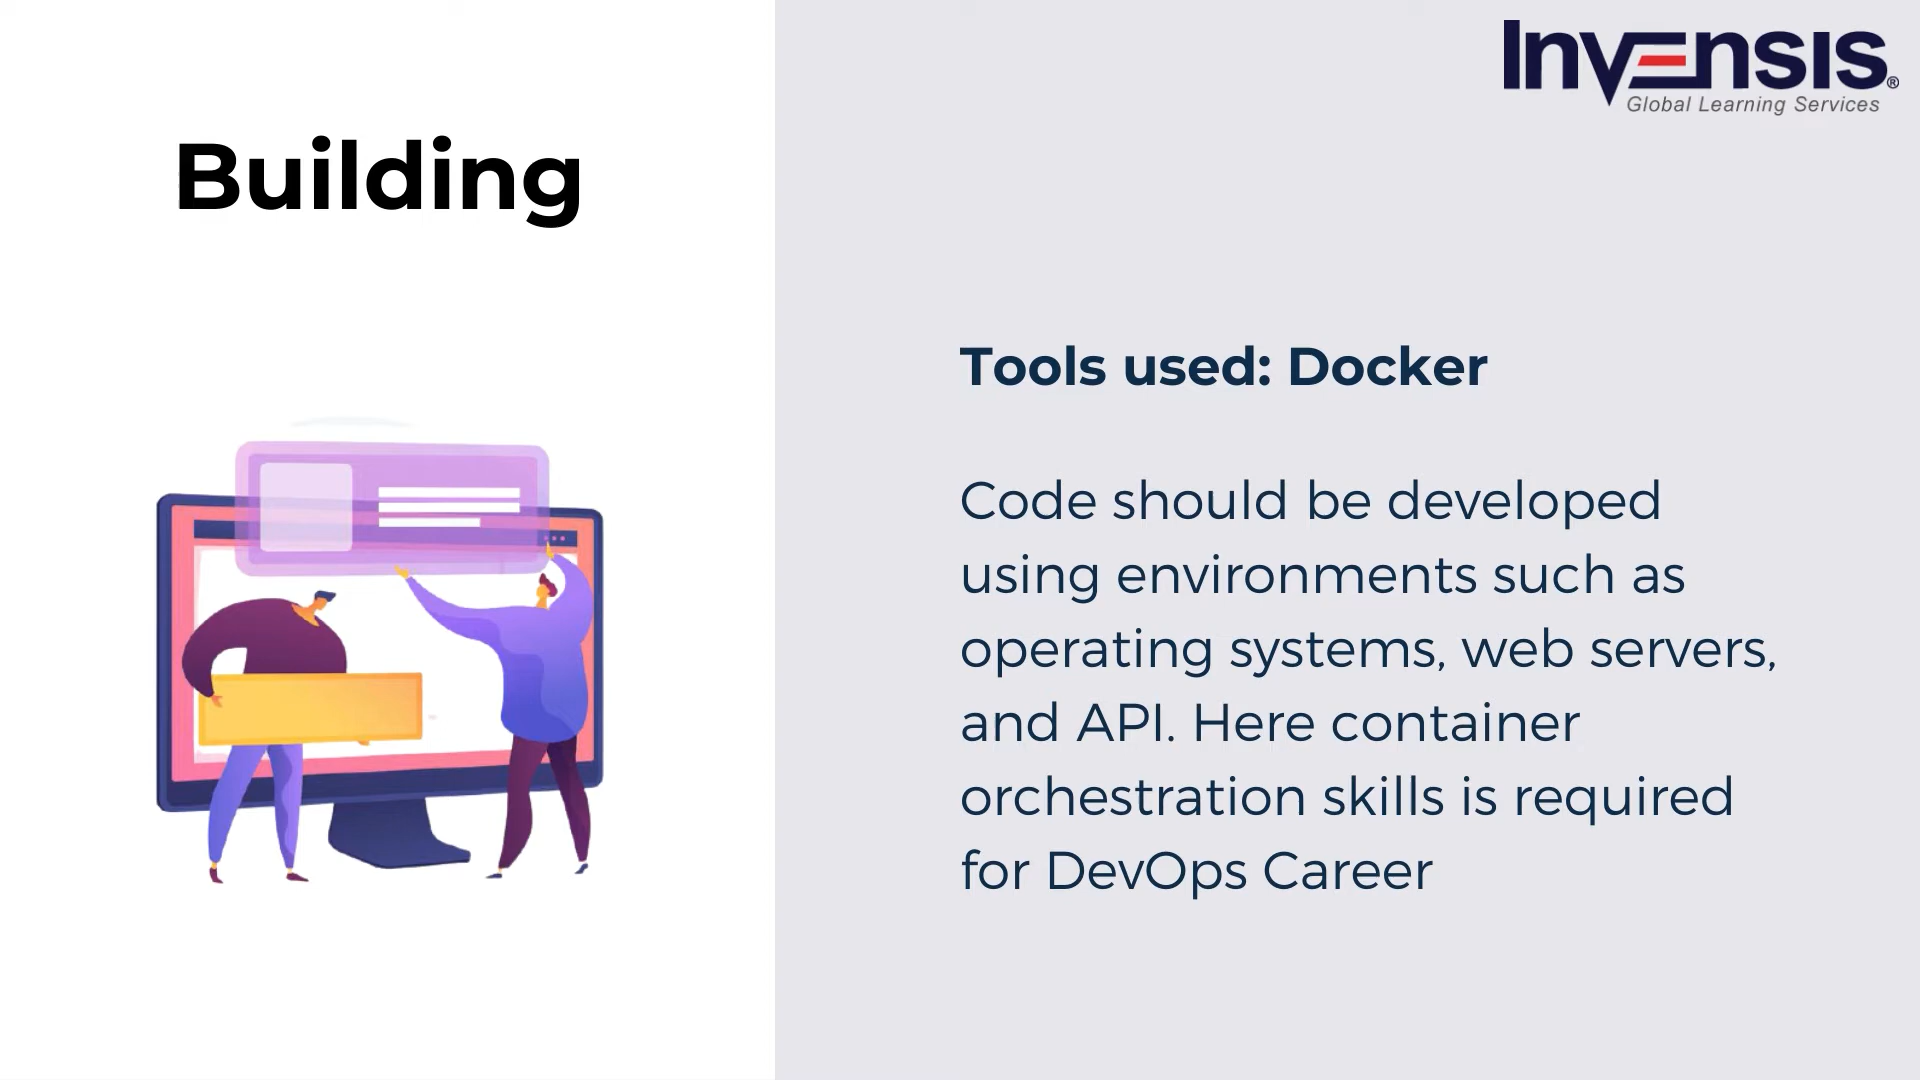 Invensis®
Global Learning Services
Building
Tools used: Docker
Code should be developed
using environments such as
operating systems, web servers,
and API. Here container
orchestration skills is required
for DevOps Career